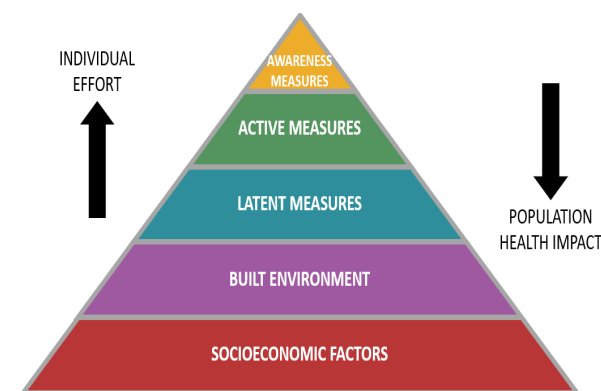 INDIVIDUAL
EFFORT
AWARENESS
MEASURES
ACTIVE MEASURES
LATENT MEASURES
BUILT ENVIRONMENT
SOCIOECONOMIC FACTORS
POPULATION
HEALTH IMPACT